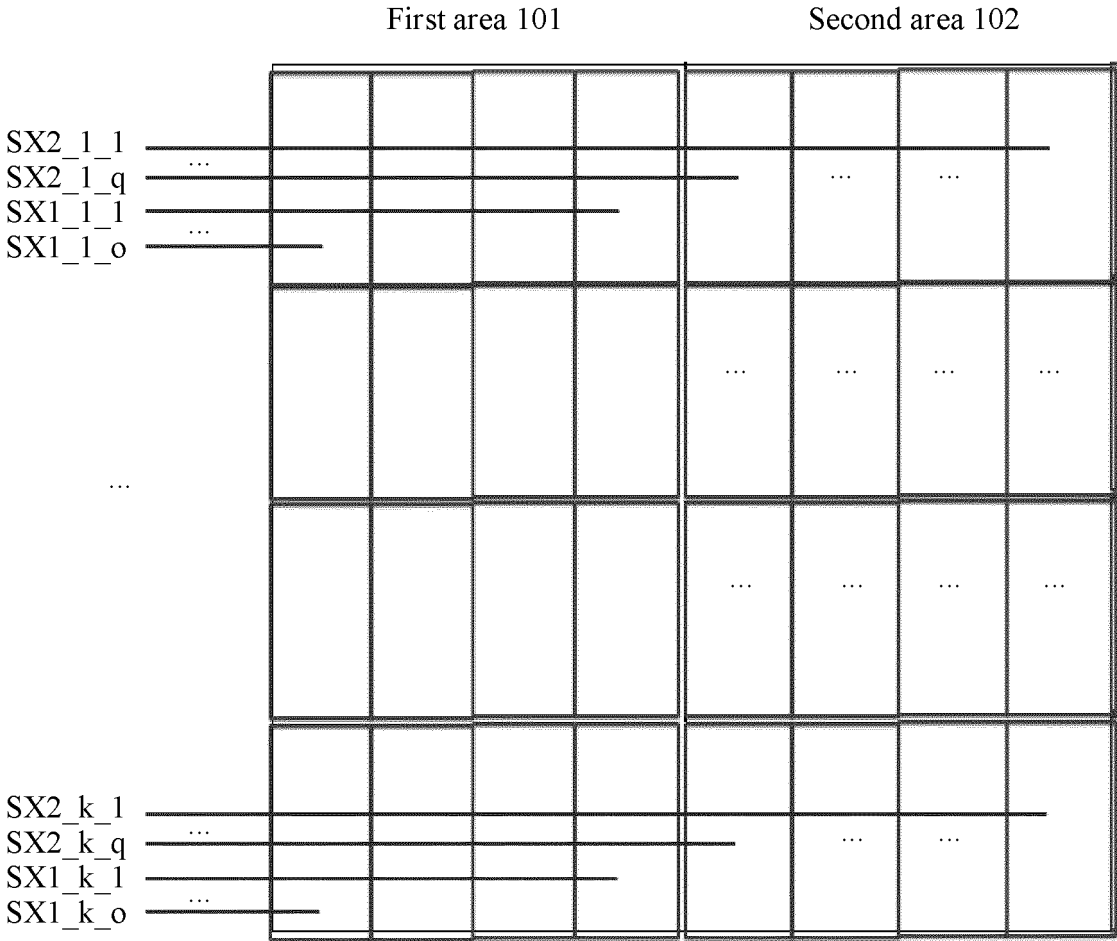 First area 101 Second area 102
SX2_1_1
...
SX2_1_q ... ...
SX1_1_1
...
SX1_1_o
... ... ... ...
...
... ... ... ...
SX2_k_1
...
SX2_k_q ... ...
SX1_k_1
...
SX1_k_o